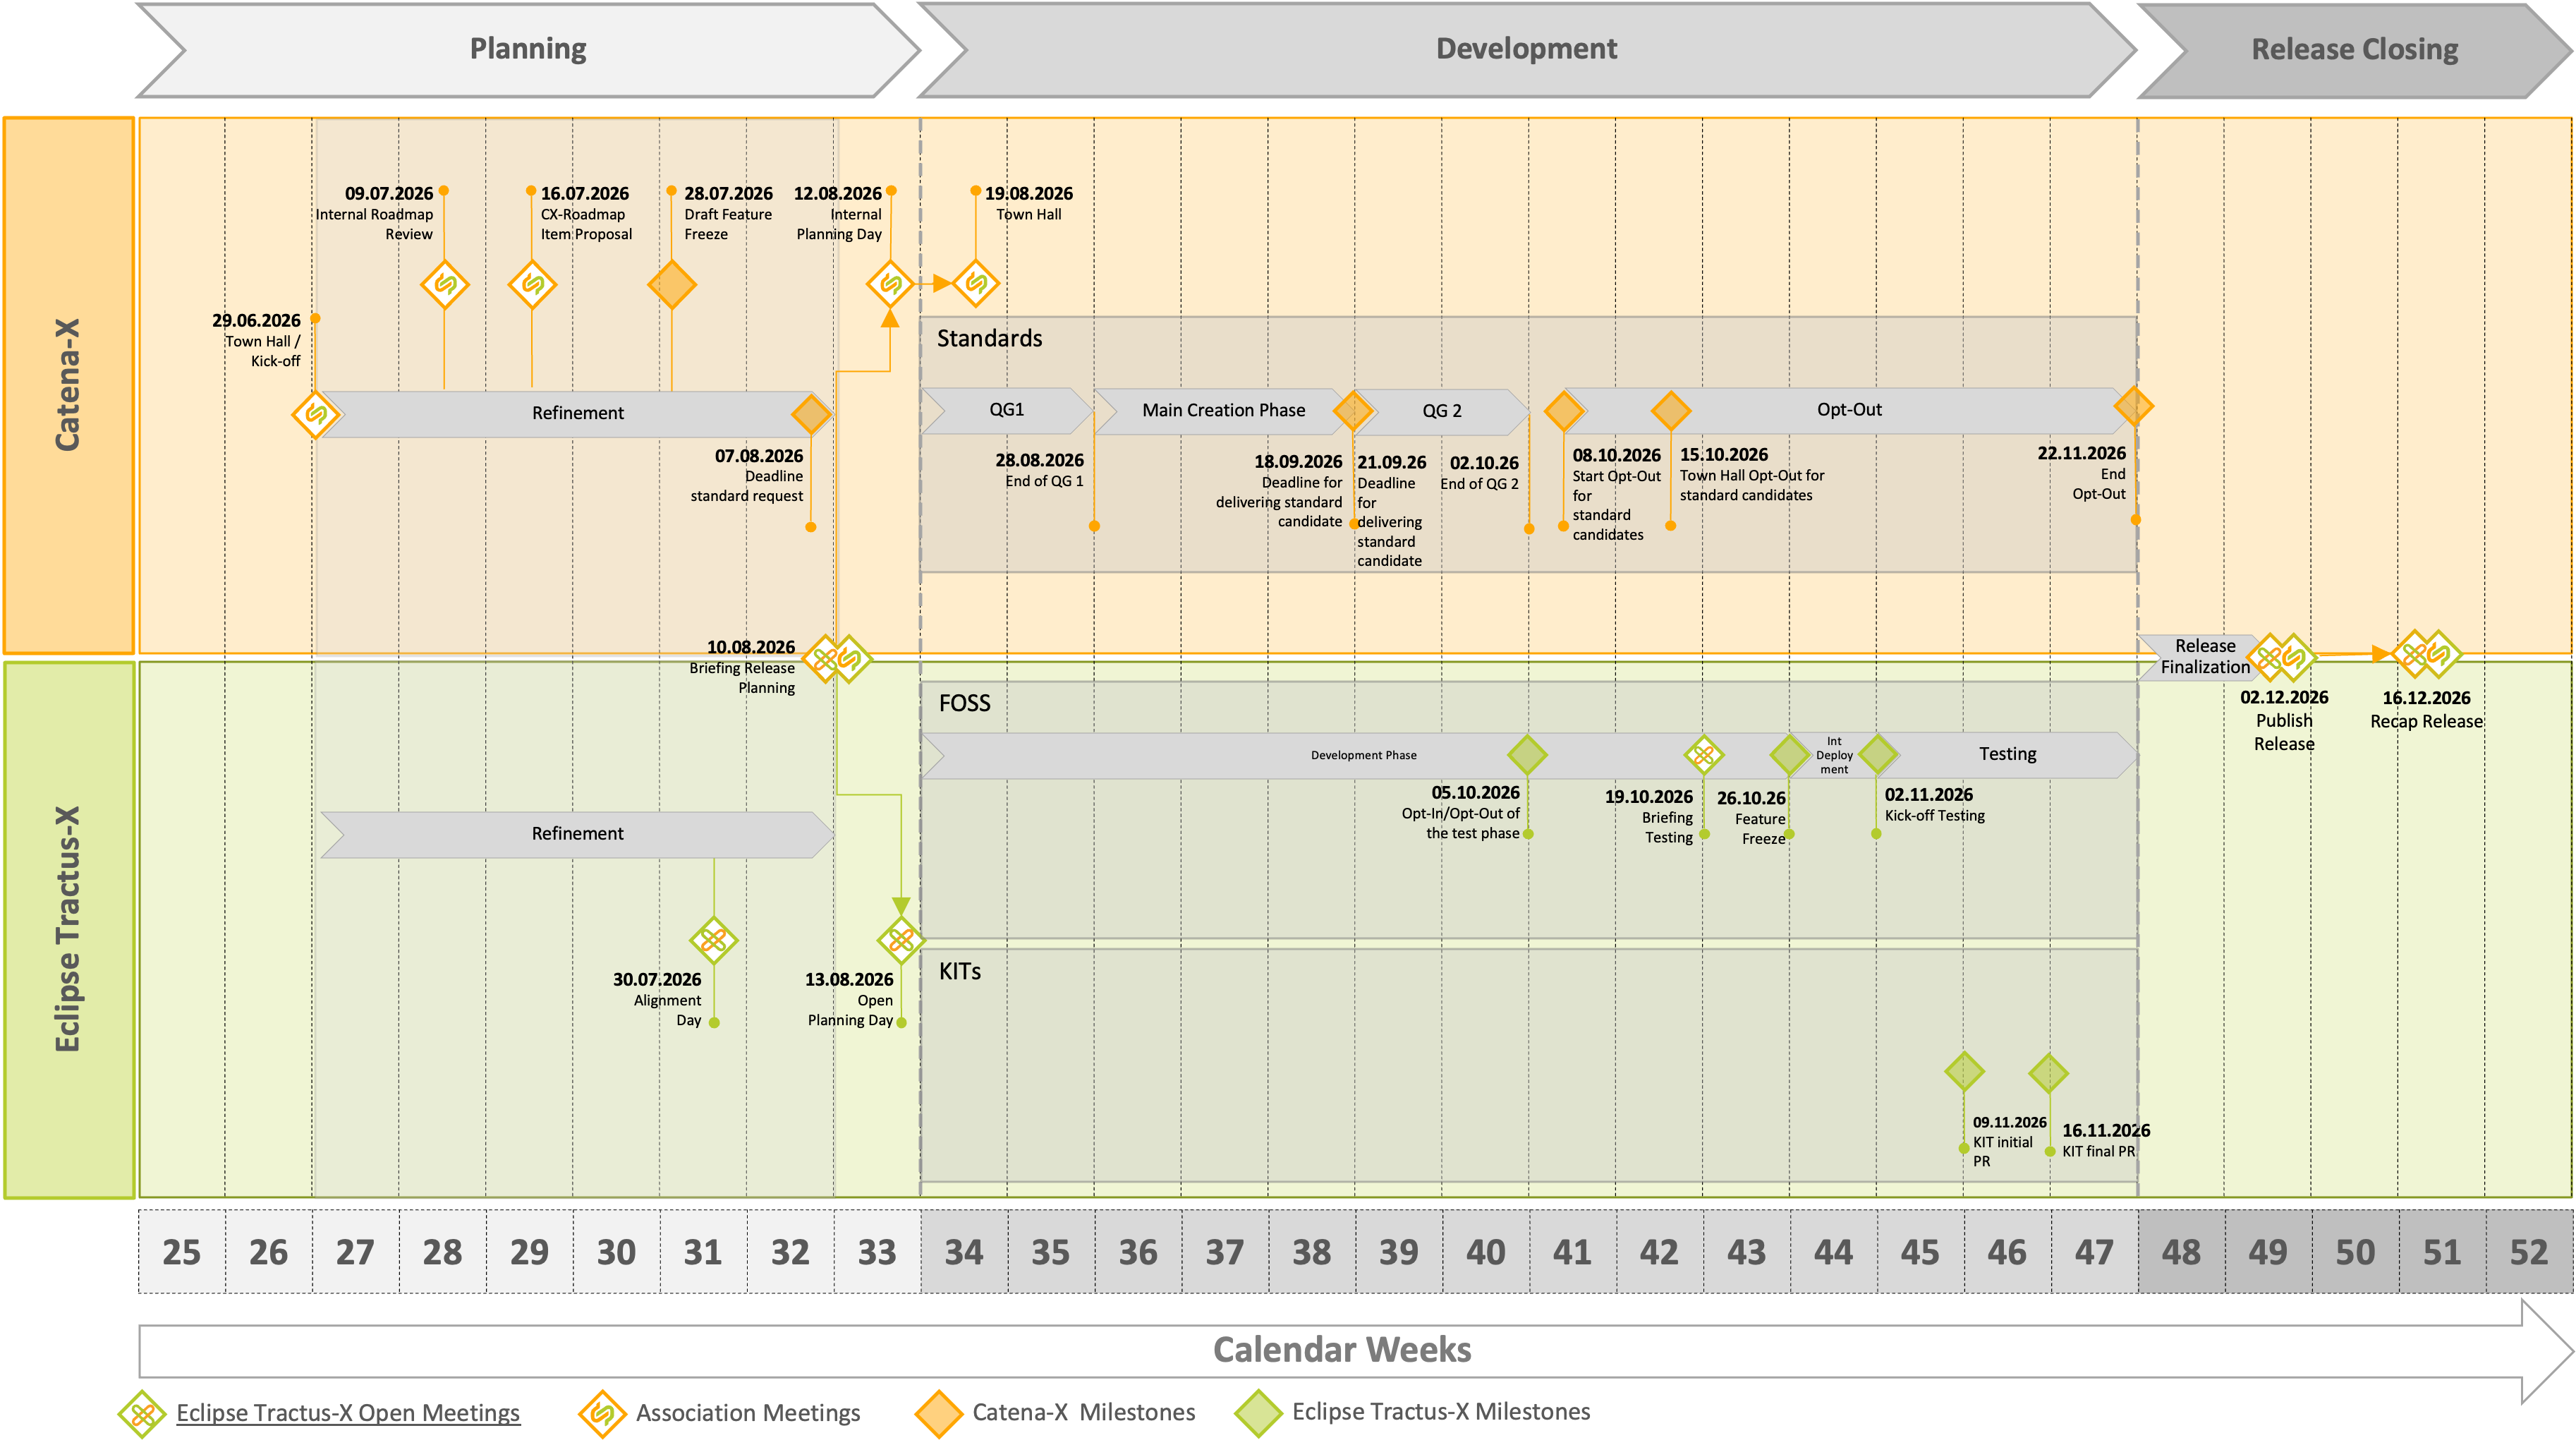 Planning
Development
Release Closing
Catena-X
09.07.2026
Internal Roadmap
Review
16.07.2026
CX-Roadmap
Item Proposal
28.07.2026
Draft Feature
Freeze
12.08.2026
Internal
Planning Day
19.08.2026
Town Hall
29.06.2026
Town Hall /
Kick-off
Refinement
07.08.2026
Deadline
standard request
Standards
QG1
Main Creation Phase
QG 2
Opt-Out
28.08.2026
End of QG 1
18.09.2026
Deadline for
delivering standard
candidate
21.09.26
Deadline
for
delivering
standard
candidate
02.10.26
End of QG 2
08.10.2026
Start Opt-Out
for
standard
candidates
15.10.2026
Town Hall Opt-Out for
standard candidates
22.11.2026
End
Opt-Out
10.08.2026
Briefing Release
Planning
Release
Finalization
02.12.2026
Publish
Release
16.12.2026
Recap Release
Eclipse Tractus-X
FOSS
Development Phase
Int
Deploy
ment
Testing
05.10.2026
Opt-In/Opt-Out of
the test phase
19.10.2026
Briefing
Testing
26.10.26
Feature
Freeze
02.11.2026
Kick-off Testing
Refinement
30.07.2026
Alignment
Day
13.08.2026
Open
Planning Day
KITs
09.11.2026
KIT initial
PR
16.11.2026
KIT final PR
25 26 27 28 29 30 31 32 33 34 35 36 37 38 39 40 41 42 43 44 45 46 47 48 49 50 51 52
Calendar Weeks
Eclipse Tractus-X Open Meetings
Association Meetings
Catena-X Milestones
Eclipse Tractus-X Milestones